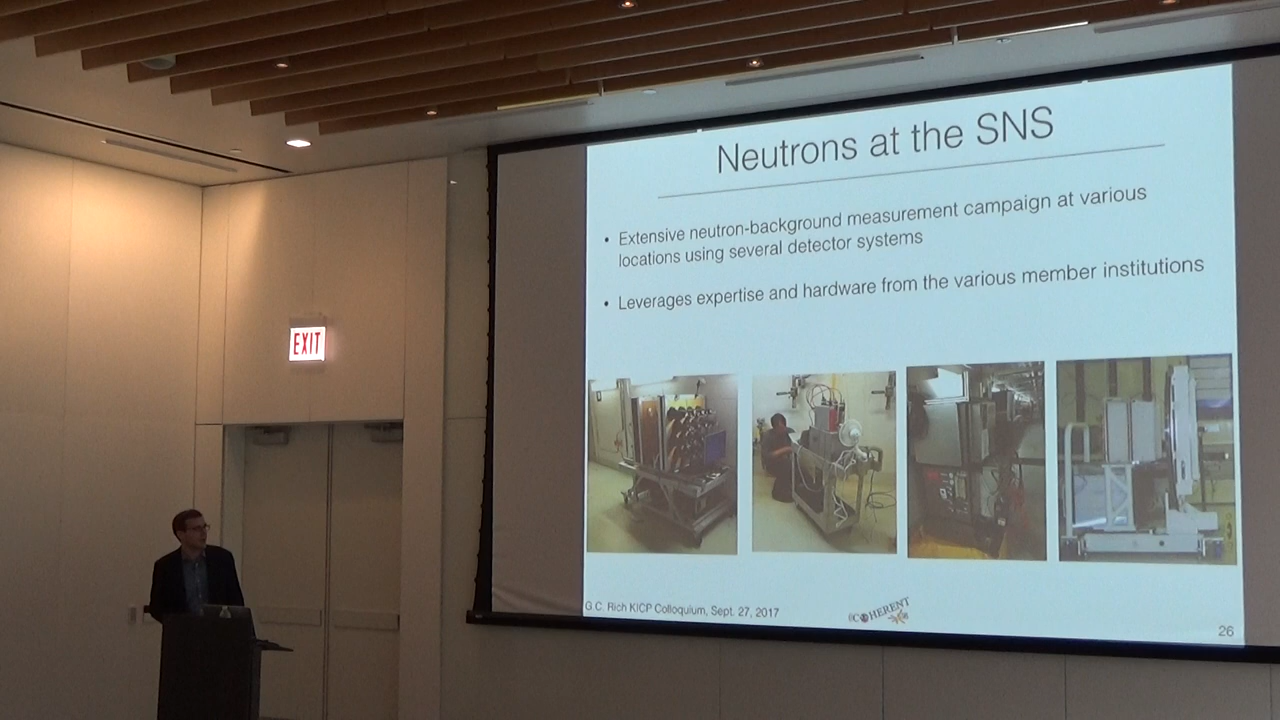 Neutrons at the SNS
• Extensive neutron-background measurement campaign at various
locations using several detector systems
• Leverages expertise and hardware from the various member institutions
EXIT
G.C. Rich KICP Colloquium, Sept. 27, 2017
COHERENT
26